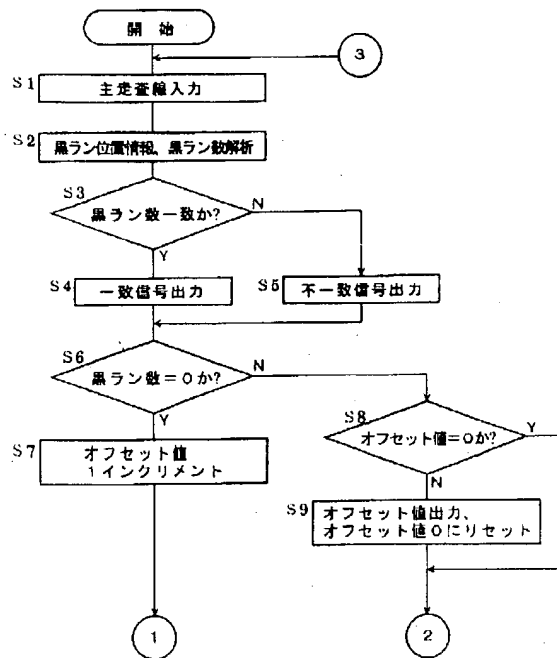 開始
3
S1
主走査線入力
S2
黒ラン位置情報、黒ラン数解析
S3
黒ラン数一致か?
N
Y
S4
一致信号出力
S5
不一致信号出力
S6
黒ラン数=0か?
N
Y
S7
オフセット値
1インクリメント
S8
オフセット値=0か?
Y
N
S9
オフセット値出力、
オフセット値0にリセット
1
2